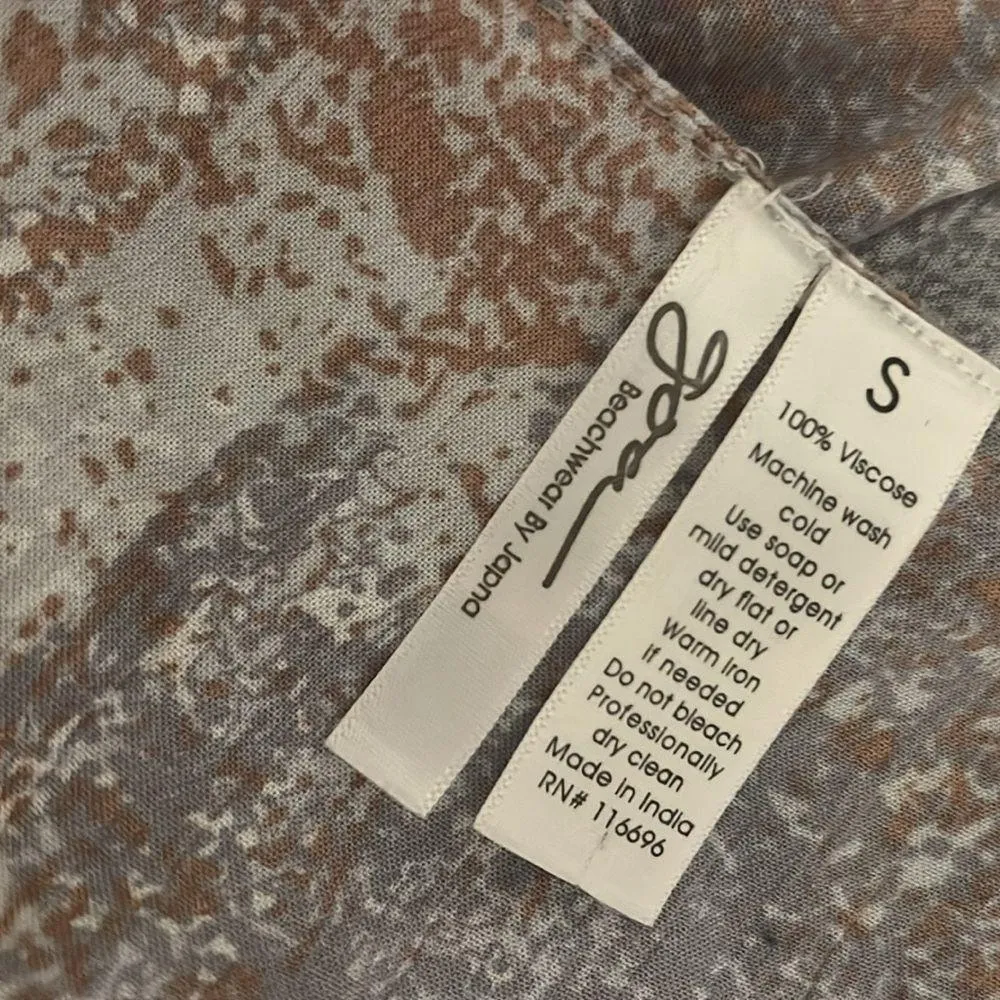 Beachwear By Japna
S
100% Viscose
Machine wash
cold
Use soap or
mild detergent
dry flat or
line dry
Warm Iron
if needed
Do not bleach
Professionally
dry clean
Made in India
RN# 116696